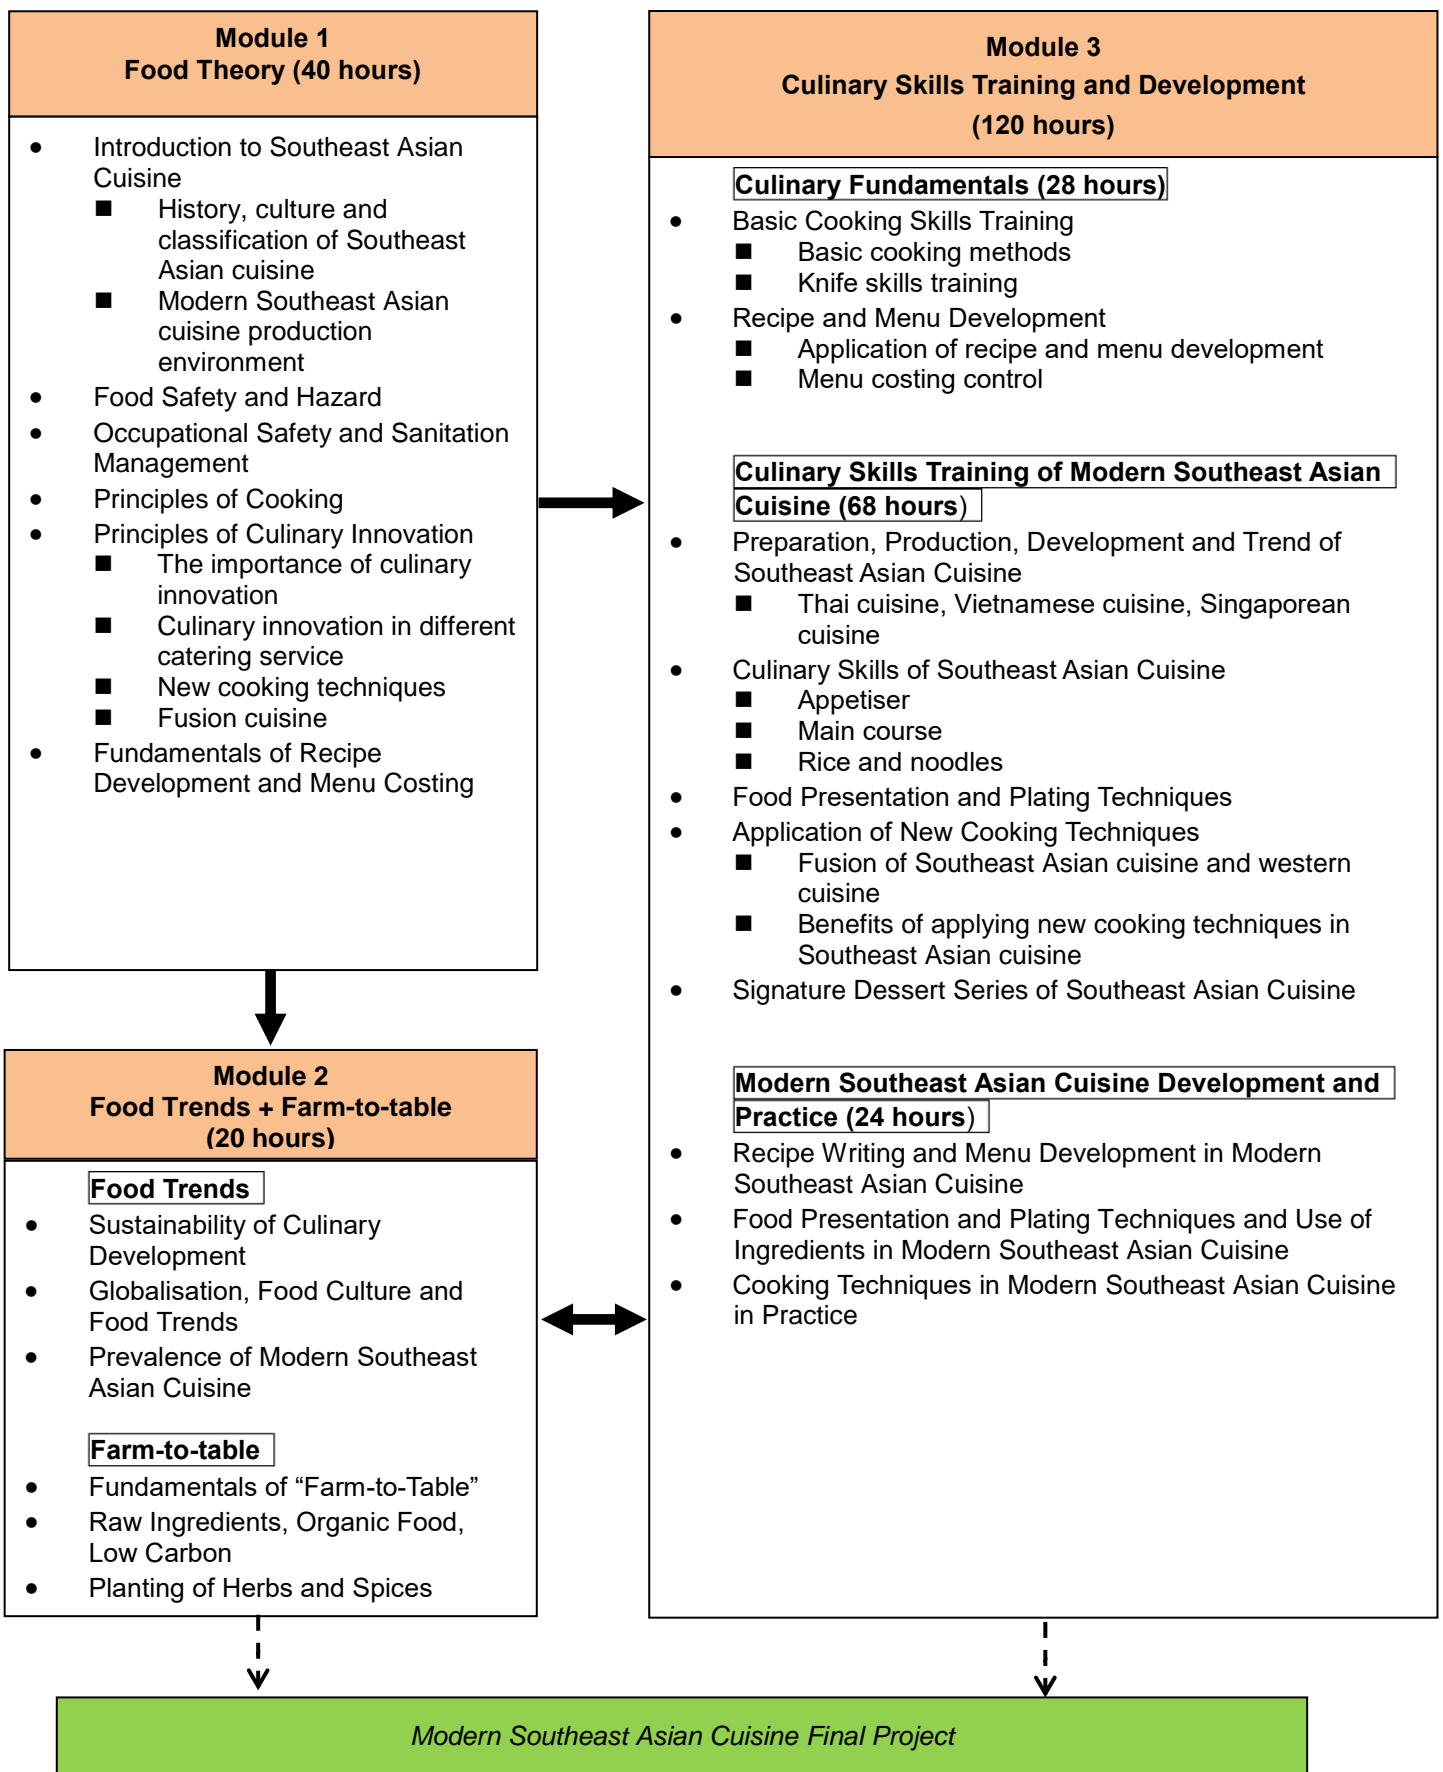 Module 1
Food Theory (40 hours)
• Introduction to Southeast Asian
Cuisine
■ History, culture and
classification of Southeast
Asian cuisine
■ Modern Southeast Asian
cuisine production
environment
• Food Safety and Hazard
• Occupational Safety and Sanitation
Management
• Principles of Cooking
• Principles of Culinary Innovation
■ The importance of culinary
innovation
■ Culinary innovation in different
catering service
■ New cooking techniques
■ Fusion cuisine
• Fundamentals of Recipe
Development and Menu Costing
Module 2
Food Trends + Farm-to-table
(20 hours)
Food Trends
• Sustainability of Culinary
Development
• Globalisation, Food Culture and
Food Trends
• Prevalence of Modern Southeast
Asian Cuisine
Farm-to-table
• Fundamentals of “Farm-to-Table”
• Raw Ingredients, Organic Food,
Low Carbon
• Planting of Herbs and Spices
Module 3
Culinary Skills Training and Development
(120 hours)
Culinary Fundamentals (28 hours)
• Basic Cooking Skills Training
■ Basic cooking methods
■ Knife skills training
• Recipe and Menu Development
■ Application of recipe and menu development
■ Menu costing control
Culinary Skills Training of Modern Southeast Asian
Cuisine (68 hours)
• Preparation, Production, Development and Trend of
Southeast Asian Cuisine
■ Thai cuisine, Vietnamese cuisine, Singaporean
cuisine
• Culinary Skills of Southeast Asian Cuisine
■ Appetiser
■ Main course
■ Rice and noodles
• Food Presentation and Plating Techniques
• Application of New Cooking Techniques
■ Fusion of Southeast Asian cuisine and western
cuisine
■ Benefits of applying new cooking techniques in
Southeast Asian cuisine
• Signature Dessert Series of Southeast Asian Cuisine
Modern Southeast Asian Cuisine Development and
Practice (24 hours)
• Recipe Writing and Menu Development in Modern
Southeast Asian Cuisine
• Food Presentation and Plating Techniques and Use of
Ingredients in Modern Southeast Asian Cuisine
• Cooking Techniques in Modern Southeast Asian Cuisine
in Practice
Modern Southeast Asian Cuisine Final Project